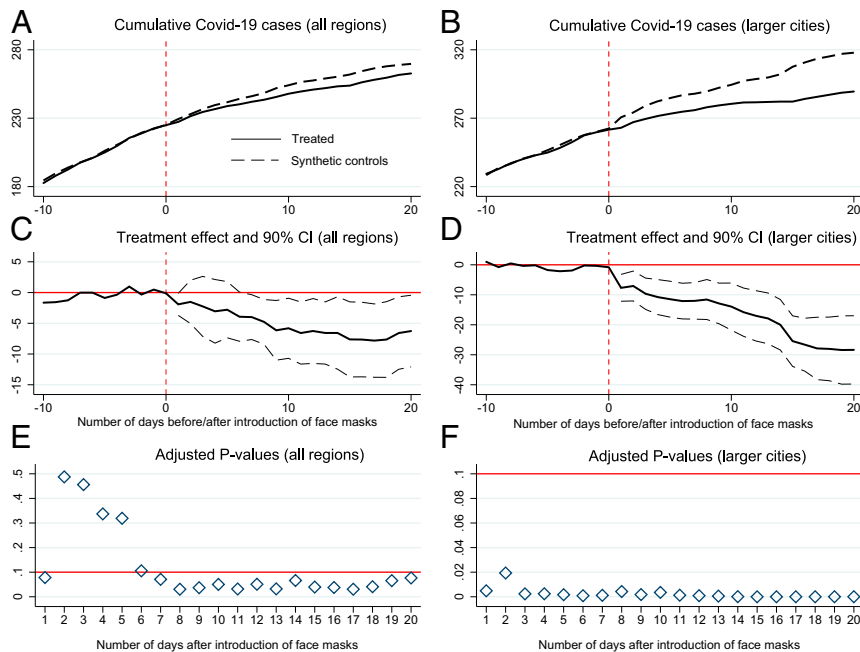 A
Cumulative Covid-19 cases (all regions)
280
230
180
Treated
Synthetic controls
-10
0
10
20
B
Cumulative Covid-19 cases (larger cities)
320
270
220
-10
0
10
20
C
Treatment effect and 90% CI (all regions)
5
0
-5
-10
-15
-10
0
10
20
Number of days before/after introduction of face masks
D
Treatment effect and 90% CI (larger cities)
0
-10
-20
-30
-40
-10
0
10
20
Number of days before/after introduction of face masks
E
Adjusted P-values (all regions)
.5
.4
.3
.2
.1
0
1 2 3 4 5 6 7 8 9 10 11 12 13 14 15 16 17 18 19 20
Number of days after introduction of face masks
F
Adjusted P-values (larger cities)
.1
.08
.06
.04
.02
0
1 2 3 4 5 6 7 8 9 10 11 12 13 14 15 16 17 18 19 20
Number of days after introduction of face masks